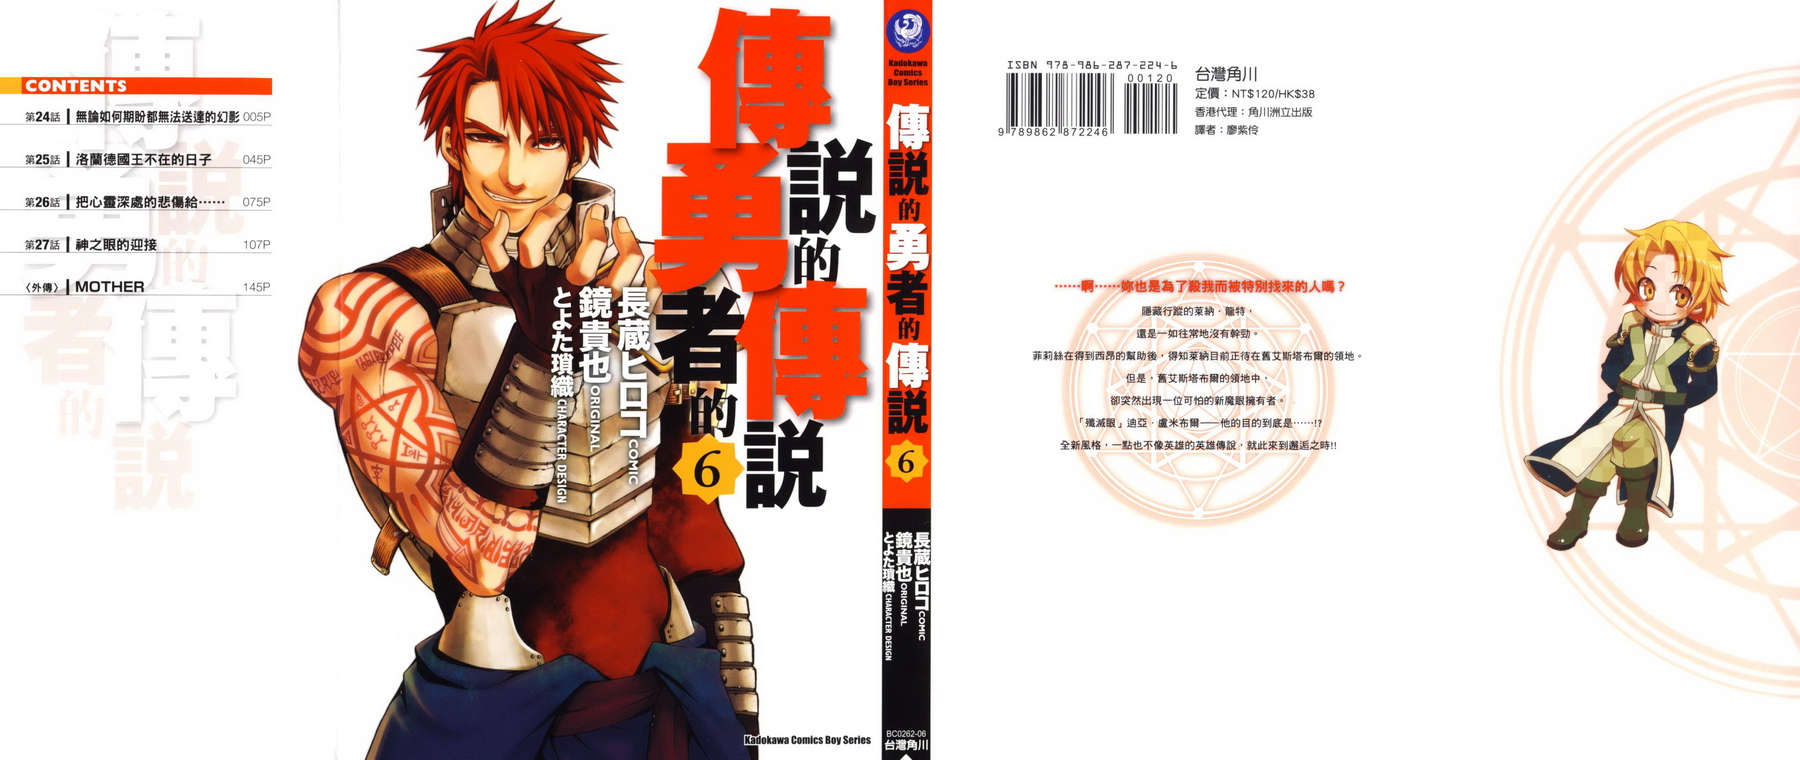 CONTENTS
第24話 無論如何期盼都無法送達的幻影 005P
第25話 洛蘭德國王不在的日子 045P
第26話 把心靈深處的悲傷給…… 075P
第27話 神之眼的迎接 107P
〈外傳〉 MOTHER 145P
傳說的
勇者的
傳說
傳說的
勇者的
傳說
6
長蔵ヒロコ COMIC
鏡貴也 ORIGINAL
とよた瑣織 CHARACTER DESIGN
Kadokawa Comics Boy Series
Kadokawa
Comics
Boy Series
傳說的勇者的傳說
6
長蔵ヒロコ COMIC
鏡貴也 ORIGINAL
とよた瑣織 CHARACTER DESIGN
BC0262-06
台灣角川
ISBN 978-986-287-224-6
00120
9 789862 872246
台灣角川
定價：NT$120/HK$38
香港代理：角川洲立出版
譯者：廖紫伶
……啊……妳也是為了殺我而被特別找來的人嗎？
隱藏行蹤的萊納・龍特，
還是一如往常地沒有幹勁。
菲莉絲在得到西昂的幫助後，得知萊納目前正待在舊艾斯塔布爾的領地。
但是，舊艾斯塔布爾的領地中，
卻突然出現一位可怕的新魔眼擁有者。
「殲滅眼」迪亞・盧米布爾——他的目的到底是……!?
全新風格，一點也不像英雄的英雄傳說，就此來到邂逅之時!!